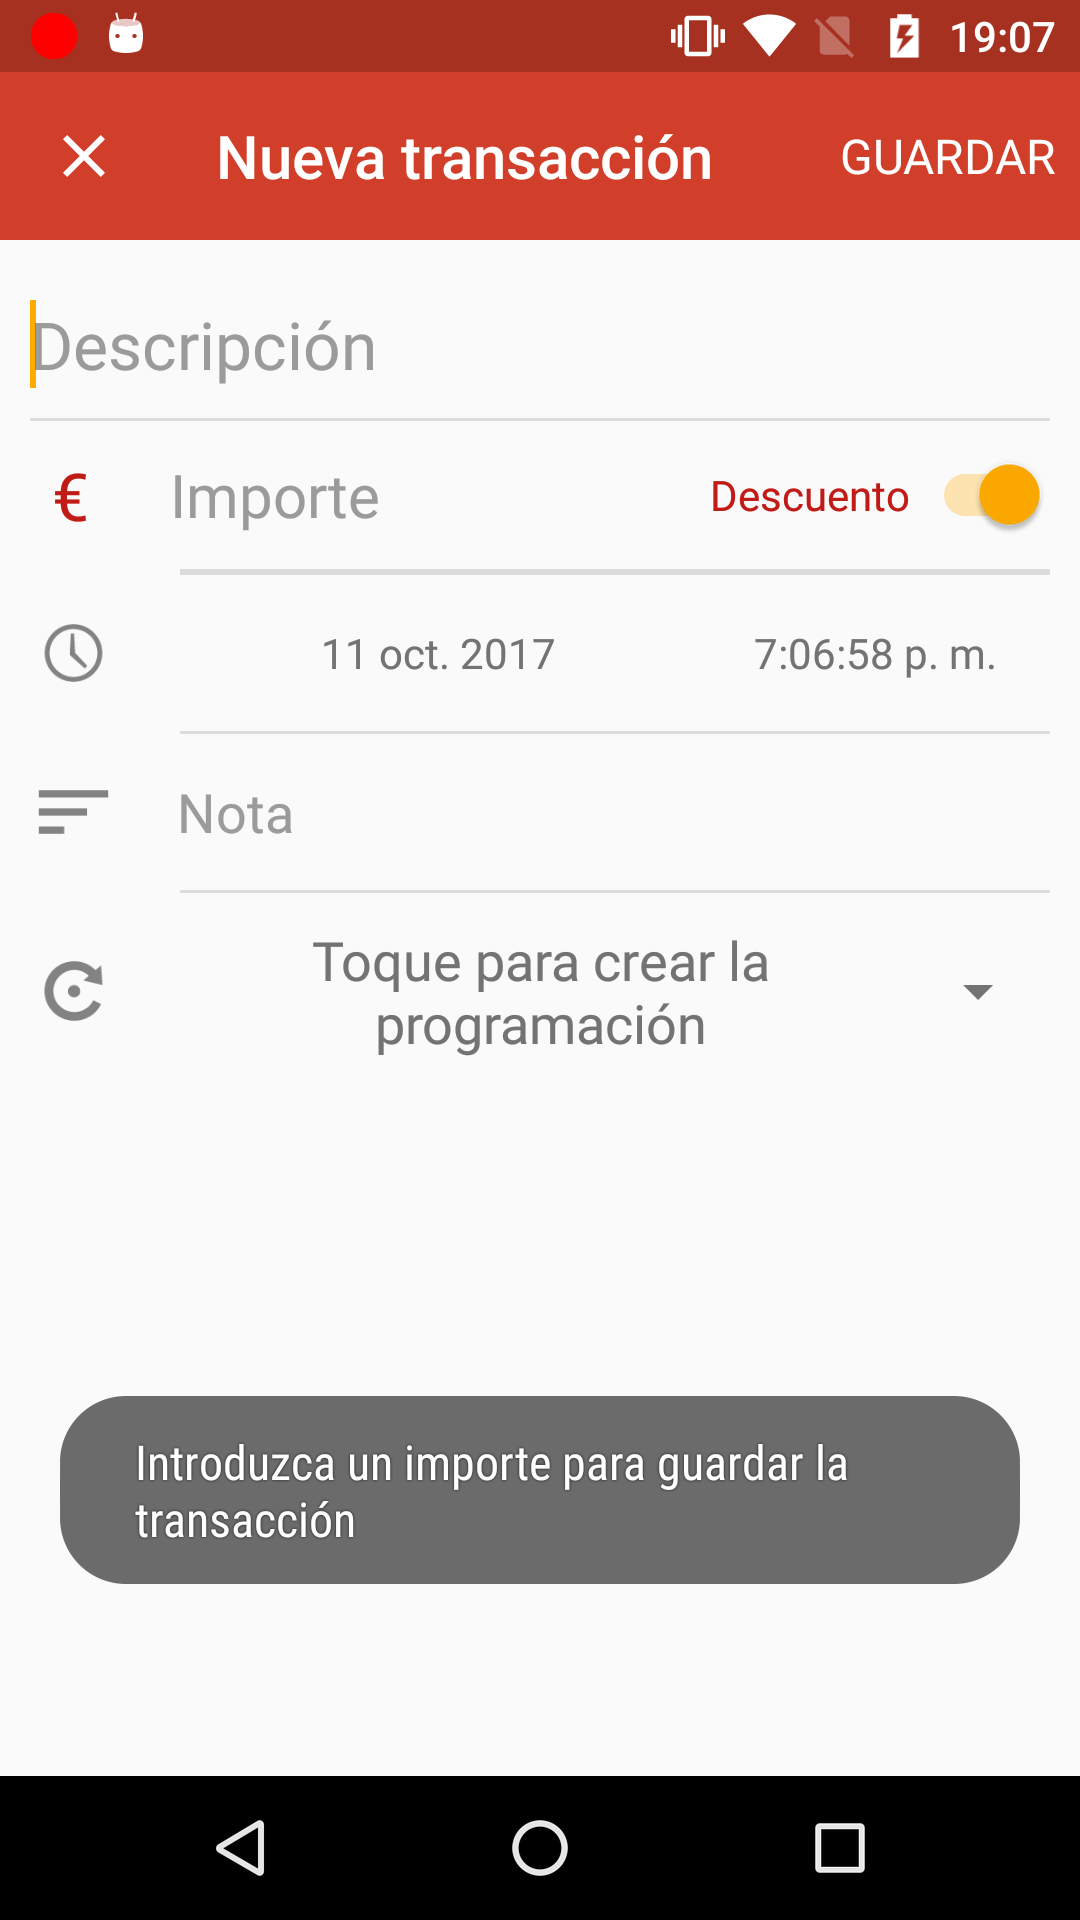 19:07
Nueva transacción
GUARDAR
Descripción
€
Importe
Descuento
11 oct. 2017
7:06:58 p. m.
Nota
Toque para crear la
programación
Introduzca un importe para guardar la
transacción